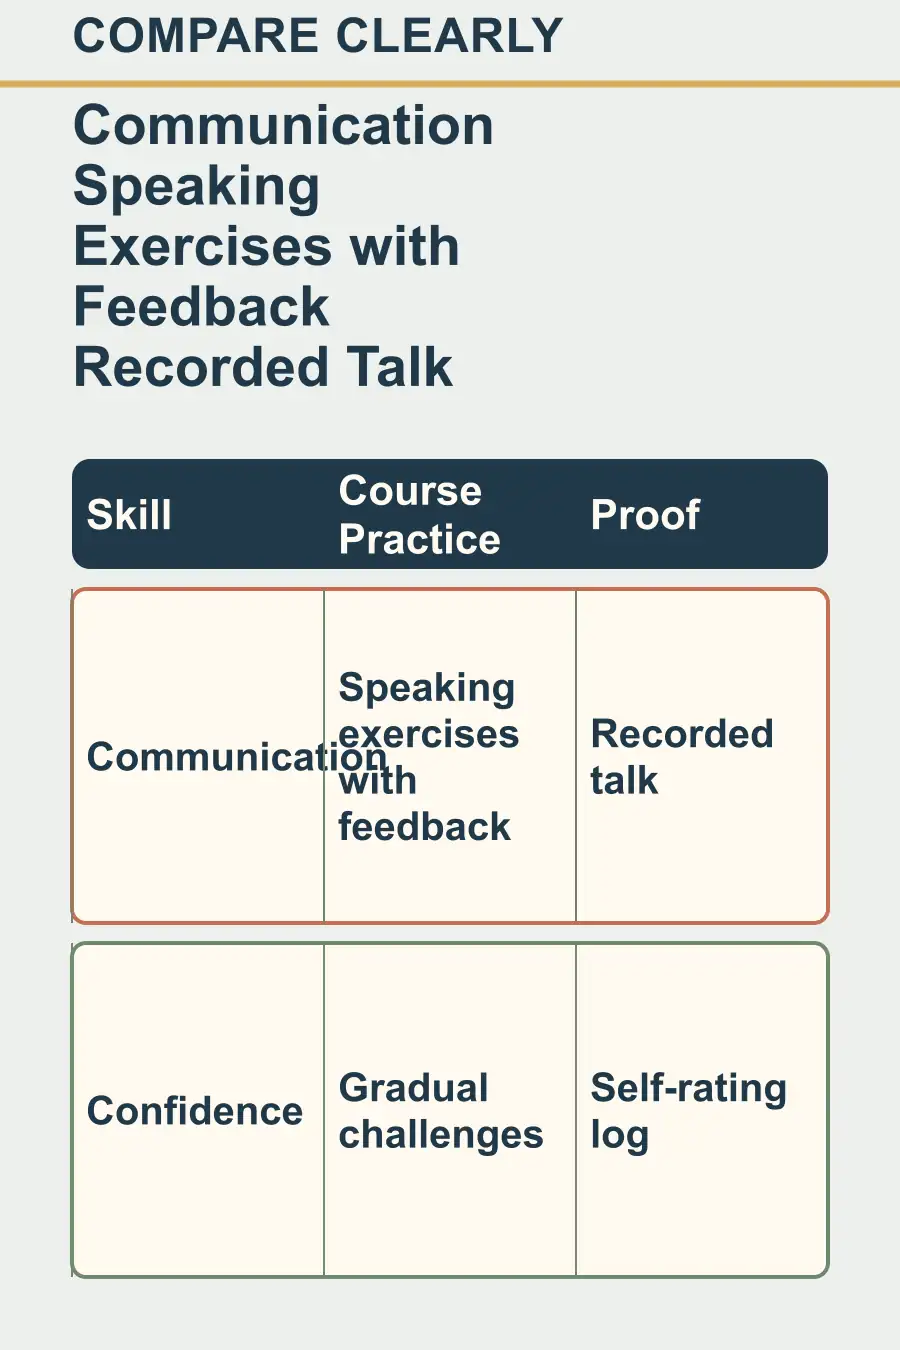 COMPARE CLEARLY
Communication
Speaking
Exercises with
Feedback
Recorded Talk
Skill
Course
Practice
Proof
Communication
Speaking
exercises
with
feedback
Recorded
talk
Confidence
Gradual
challenges
Self-rating
log